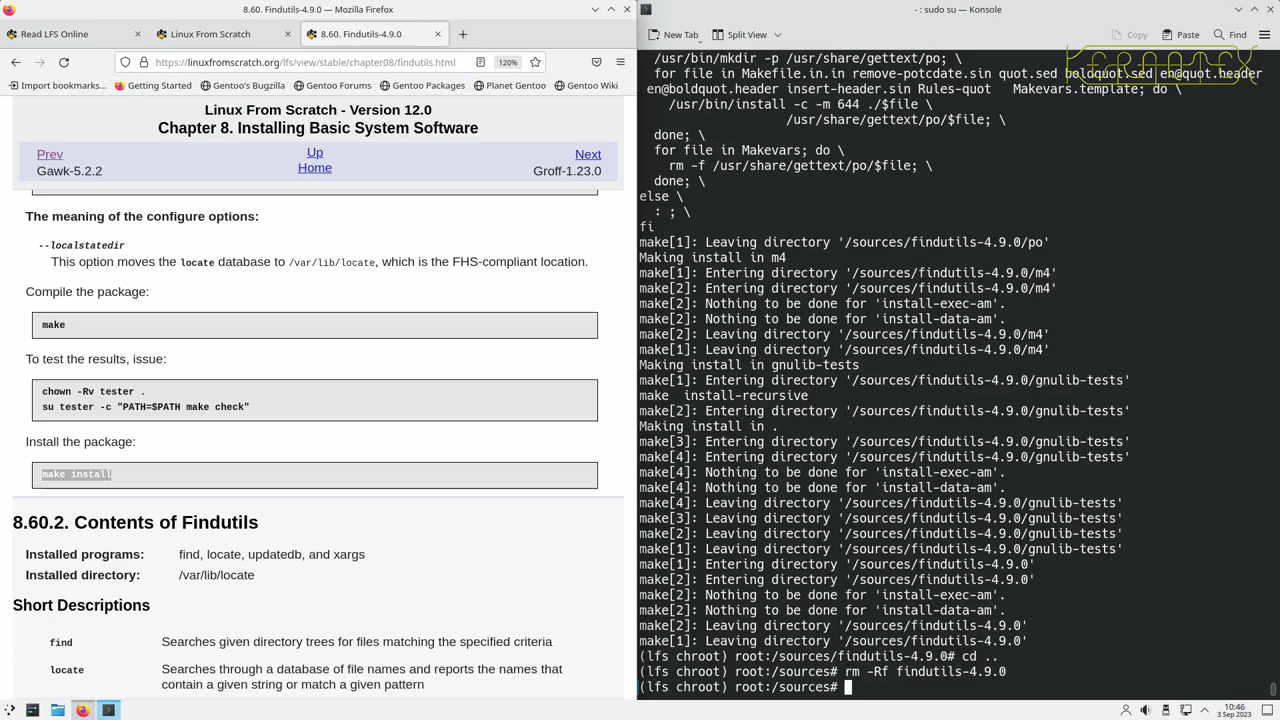 8.60. Findutils-4.9.0 — Mozilla Firefox
Read LFS Online
Linux From Scratch
8.60. Findutils-4.9.0
https://linuxfromscratch.org/lfs/view/stable/chapter08/findutils.html
120%
Import bookmarks...
Getting Started
Gentoo Forums
Gentoo Packages
Planet Gentoo
Gentoo's Bugzilla
Gentoo Wiki
Linux From Scratch - Version 12.0
Chapter 8. Installing Basic System Software
Prev
Up
Next
Gawk-5.2.2
Home
Groff-1.23.0
The meaning of the configure options:
--localstatedir
This option moves the locate database to /var/lib/locate, which is the FHS-compliant location.
Compile the package:
make
To test the results, issue:
chown -Rv tester .
su tester -c "PATH=$PATH make check"
Install the package:
make install
8.60.2. Contents of Findutils
Installed programs: find, locate, updatedb, and xargs
Installed directory: /var/lib/locate
Short Descriptions
find Searches given directory trees for files matching the specified criteria
locate Searches through a database of file names and reports the names that
contain a given string or match a given pattern
- : sudo su — Konsole
New Tab
Split View
Copy
Paste
Find
/usr/bin/mkdir -p /usr/share/gettext/po; \
for file in Makefile.in.in remove-potcdate.sin quot.sed boldquot.sed en@quot.header
en@boldquot.header insert-header.sin Rules-quot   Makevars.template; do \
/usr/bin/install -c -m 644 ./$file \
/usr/share/gettext/po/$file; \
done; \
for file in Makevars; do \
rm -f /usr/share/gettext/po/$file; \
done; \
else \
: ; \
fi
make[1]: Leaving directory '/sources/findutils-4.9.0/po'
Making install in m4
make[1]: Entering directory '/sources/findutils-4.9.0/m4'
make[2]: Entering directory '/sources/findutils-4.9.0/m4'
make[2]: Nothing to be done for 'install-exec-am'.
make[2]: Nothing to be done for 'install-data-am'.
make[2]: Leaving directory '/sources/findutils-4.9.0/m4'
make[1]: Leaving directory '/sources/findutils-4.9.0/m4'
Making install in gnulib-tests
make[1]: Entering directory '/sources/findutils-4.9.0/gnulib-tests'
make  install-recursive
make[2]: Entering directory '/sources/findutils-4.9.0/gnulib-tests'
Making install in .
make[3]: Entering directory '/sources/findutils-4.9.0/gnulib-tests'
make[4]: Entering directory '/sources/findutils-4.9.0/gnulib-tests'
make[4]: Nothing to be done for 'install-exec-am'.
make[4]: Nothing to be done for 'install-data-am'.
make[4]: Leaving directory '/sources/findutils-4.9.0/gnulib-tests'
make[3]: Leaving directory '/sources/findutils-4.9.0/gnulib-tests'
make[2]: Leaving directory '/sources/findutils-4.9.0/gnulib-tests'
make[1]: Leaving directory '/sources/findutils-4.9.0/gnulib-tests'
make[1]: Entering directory '/sources/findutils-4.9.0'
make[2]: Entering directory '/sources/findutils-4.9.0'
make[2]: Nothing to be done for 'install-exec-am'.
make[2]: Nothing to be done for 'install-data-am'.
make[2]: Leaving directory '/sources/findutils-4.9.0'
make[1]: Leaving directory '/sources/findutils-4.9.0'
(lfs chroot) root:/sources/findutils-4.9.0# cd ..
(lfs chroot) root:/sources# rm -Rf findutils-4.9.0
(lfs chroot) root:/sources#
10:46
3 Sep 2023